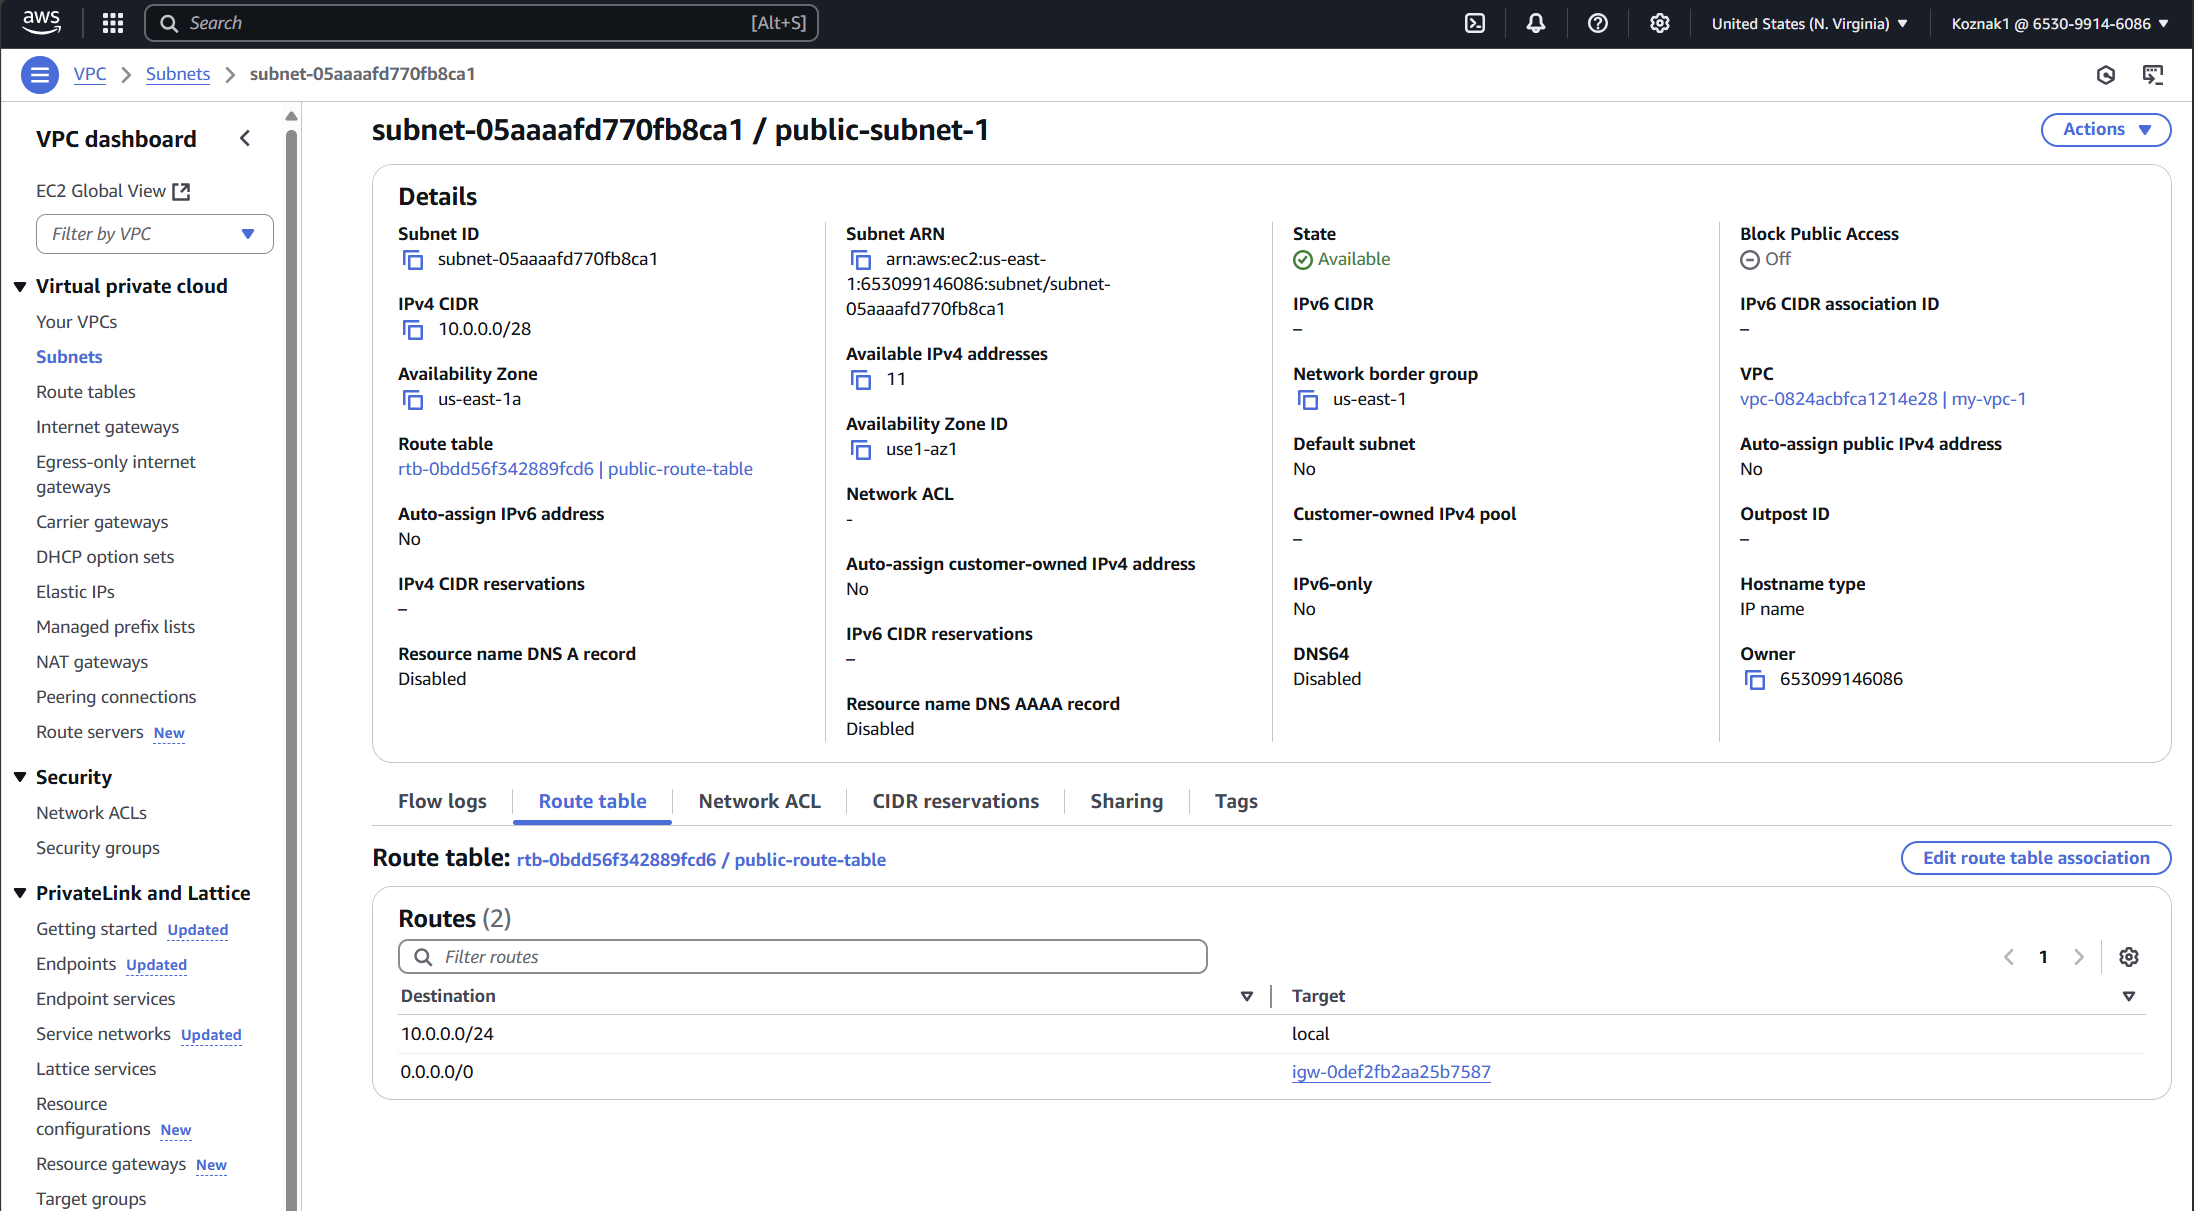 aws
Search [Alt+S]
United States (N. Virginia)
Koznak1 @ 6530-9914-6086
VPC
Subnets
subnet-05aaaafd770fb8ca1
VPC dashboard
EC2 Global View
Filter by VPC
Virtual private cloud
Your VPCs
Subnets
Route tables
Internet gateways
Egress-only internet
gateways
Carrier gateways
DHCP option sets
Elastic IPs
Managed prefix lists
NAT gateways
Peering connections
Route servers New
Security
Network ACLs
Security groups
PrivateLink and Lattice
Getting started Updated
Endpoints Updated
Endpoint services
Service networks Updated
Lattice services
Resource
configurations New
Resource gateways New
Target groups
subnet-05aaaafd770fb8ca1 / public-subnet-1
Actions
Details
Subnet ID
subnet-05aaaafd770fb8ca1
IPv4 CIDR
10.0.0.0/28
Availability Zone
us-east-1a
Route table
rtb-0bdd56f342889fcd6 | public-route-table
Auto-assign IPv6 address
No
IPv4 CIDR reservations
–
Resource name DNS A record
Disabled
Subnet ARN
arn:aws:ec2:us-east-
1:653099146086:subnet/subnet-
05aaaafd770fb8ca1
Available IPv4 addresses
11
Availability Zone ID
use1-az1
Network ACL
-
Auto-assign customer-owned IPv4 address
No
IPv6 CIDR reservations
–
Resource name DNS AAAA record
Disabled
State
Available
IPv6 CIDR
–
Network border group
us-east-1
Default subnet
No
Customer-owned IPv4 pool
–
IPv6-only
No
DNS64
Disabled
Block Public Access
Off
IPv6 CIDR association ID
–
VPC
vpc-0824acbfca1214e28 | my-vpc-1
Auto-assign public IPv4 address
No
Outpost ID
–
Hostname type
IP name
Owner
653099146086
Flow logs
Route table
Network ACL
CIDR reservations
Sharing
Tags
Route table: rtb-0bdd56f342889fcd6 / public-route-table
Edit route table association
Routes (2)
Filter routes
1
Destination Target
10.0.0.0/24 local
0.0.0.0/0 igw-0def2fb2aa25b7587